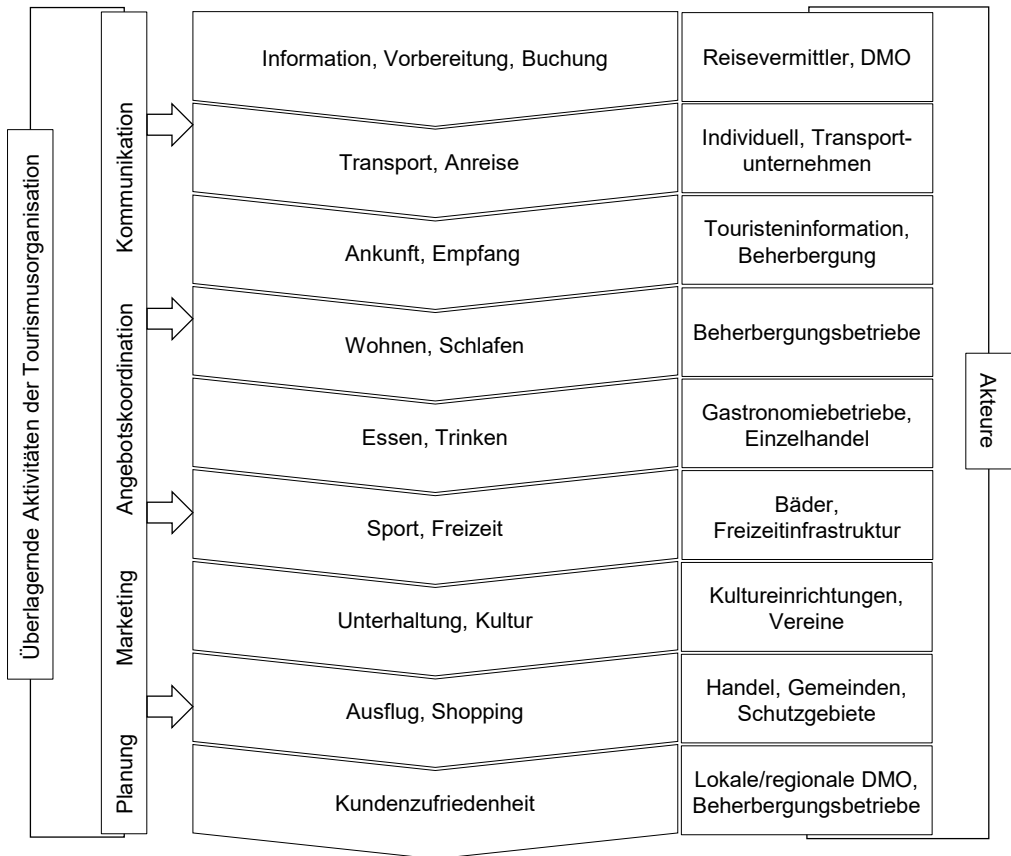 Überlagernde Aktivitäten der Tourismusorganisation
Kommunikation
Angebotskoordination
Marketing
Planung
Information, Vorbereitung, Buchung
Reisevermittler, DMO
Transport, Anreise
Individuell, Transport-
unternehmen
Ankunft, Empfang
Touristeninformation,
Beherbergung
Wohnen, Schlafen
Beherbergungsbetriebe
Essen, Trinken
Gastronomiebetriebe,
Einzelhandel
Sport, Freizeit
Bäder,
Freizeitinfrastruktur
Unterhaltung, Kultur
Kultureinrichtungen,
Vereine
Ausflug, Shopping
Handel, Gemeinden,
Schutzgebiete
Kundenzufriedenheit
Lokale/regionale DMO,
Beherbergungsbetriebe
Akteure